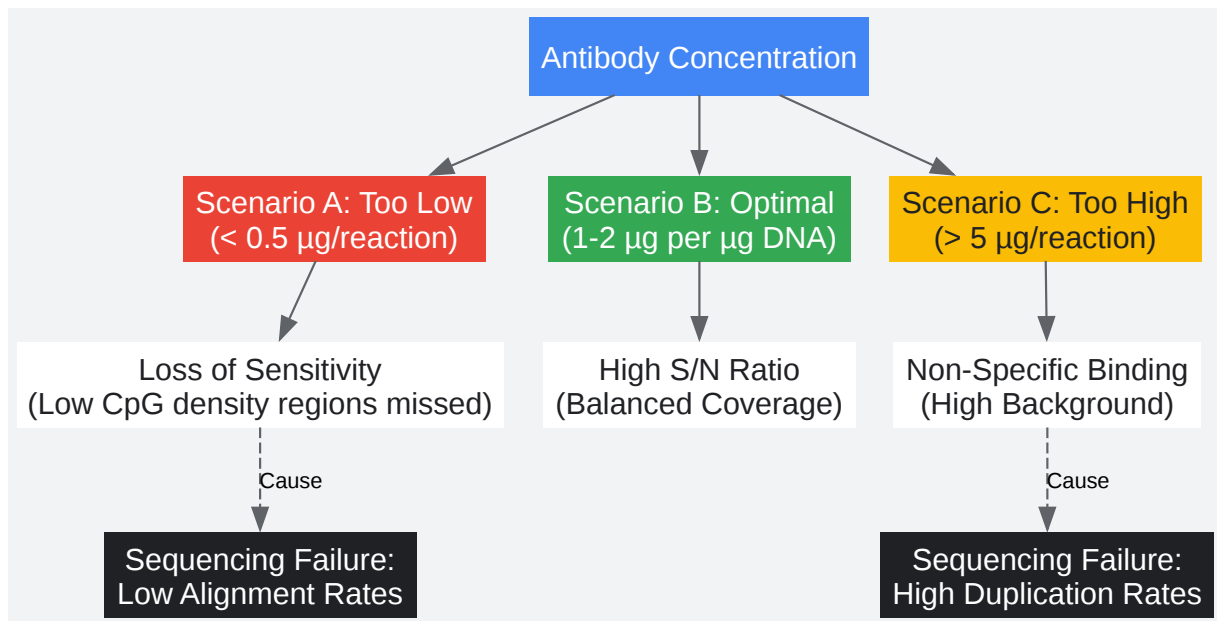 Antibody Concentration
Scenario A: Too Low
(< 0.5 µg/reaction)
Scenario B: Optimal
(1-2 µg per µg DNA)
Scenario C: Too High
(> 5 µg/reaction)
Loss of Sensitivity
(Low CpG density regions missed)
High S/N Ratio
(Balanced Coverage)
Non-Specific Binding
(High Background)
Cause
Cause
Sequencing Failure:
Low Alignment Rates
Sequencing Failure:
High Duplication Rates